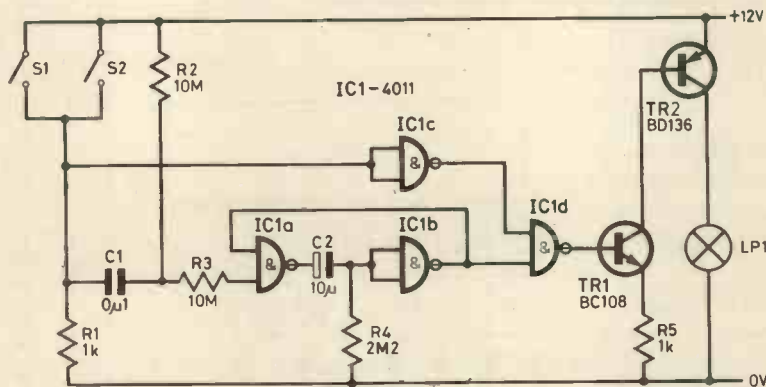 +12V
S1
S2
R2
10M
IC1-4011
TR2
BD136
IC1c
&
IC1a
C2
10μ
IC1b
IC1d
&
&
&
C1
0μ1
R3
10M
TR1
BC108
LP1
R1
1k
R4
2M2
R5
1k
0V